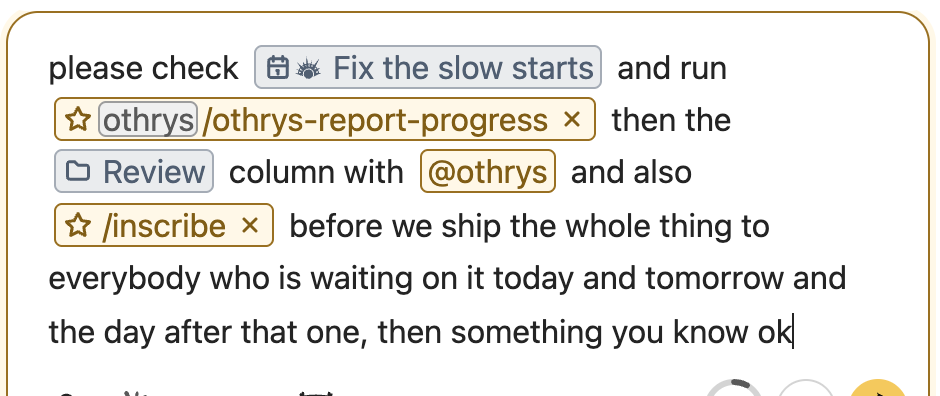 please check Fix the slow starts and run
othrys /othrys-report-progress × then the
Review column with @othrys and also
/inscribe × before we ship the whole thing to
everybody who is waiting on it today and tomorrow and
the day after that one, then something you know ok